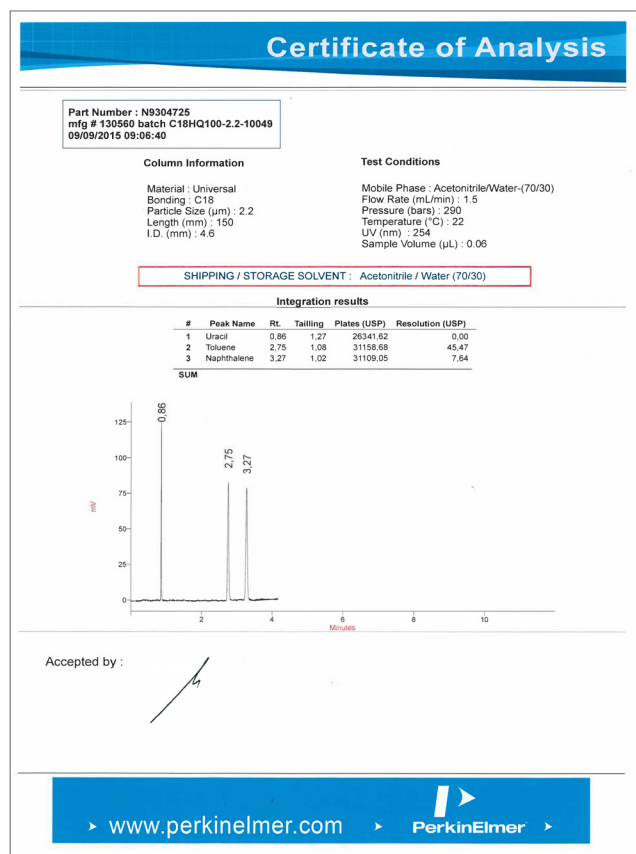 Certificate of Analysis
Part Number : N9304725
mfg # 130560 batch C18HQ100-2.2-10049
09/09/2015 09:06:40
Column Information
Material : Universal
Bonding : C18
Particle Size (µm) : 2.2
Length (mm) : 150
I.D. (mm) : 4.6
Test Conditions
Mobile Phase : Acetonitrile/Water-(70/30)
Flow Rate (mL/min) : 1.5
Pressure (bars) : 290
Temperature (°C) : 22
UV (nm) : 254
Sample Volume (µL) : 0.06
SHIPPING / STORAGE SOLVENT : Acetonitrile / Water (70/30)
Integration results
# Peak Name Rt. Tailling Plates (USP) Resolution (USP)
1 Uracil 0,86 1,27 26341,62 0,00
2 Toluene 2,75 1,08 31158,68 45,47
3 Naphthalene 3,27 1,02 31109,05 7,64
SUM
0,86
2,75
3,27
125
100
75
50
25
0
mV
2 4 6 8 10
Minutes
Accepted by :
www.perkinelmer.com
PerkinElmer